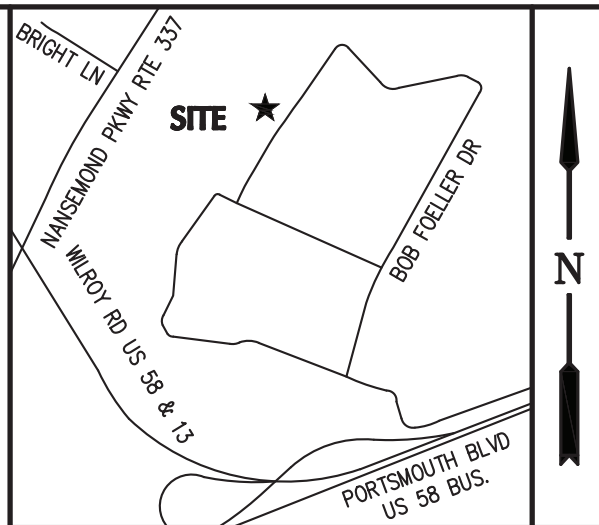 BRIGHT LN
NANSEMOND PKWY RTE 337
SITE
BOB FOELLER DR
N
WILROY RD US 58 & 13
PORTSMOUTH BLVD
US 58 BUS.